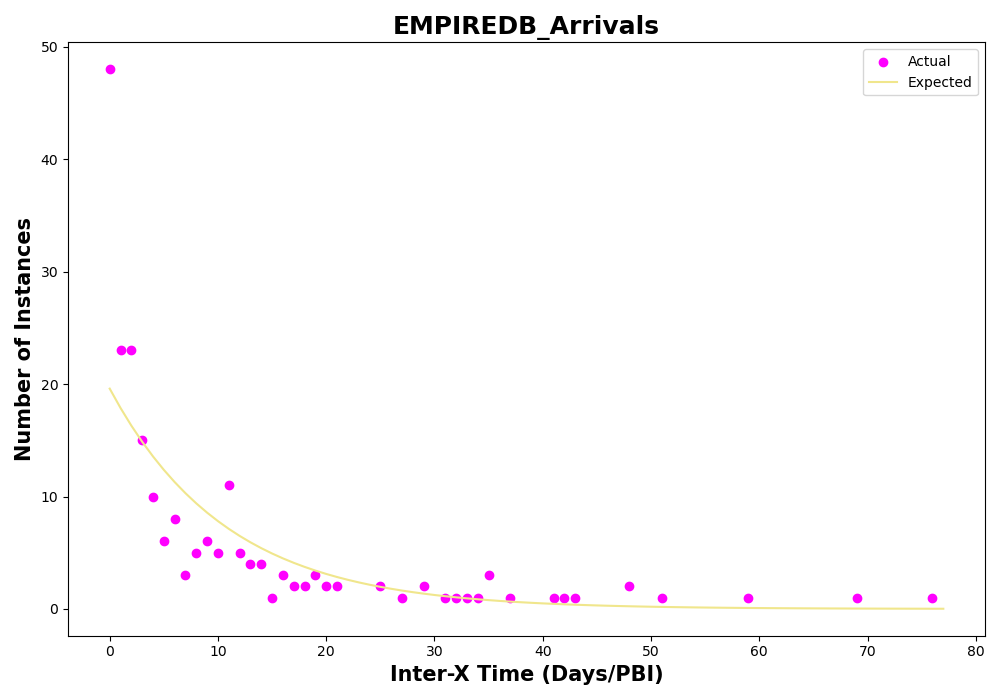 EMPIREDB_Arrivals
Actual
Expected
50
40
30
20
10
0
Number of Instances
0 10 20 30 40 50 60 70 80
Inter-X Time (Days/PBI)